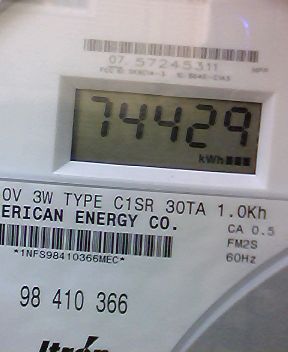 07 57245311
74429
kWh
0V 3W TYPE C1SR 30TA 1.0Kh
ERICAN ENERGY CO.
CA 0.5
FM2S
*1NFS98410366MEC*
60Hz
98 410 366
Itron